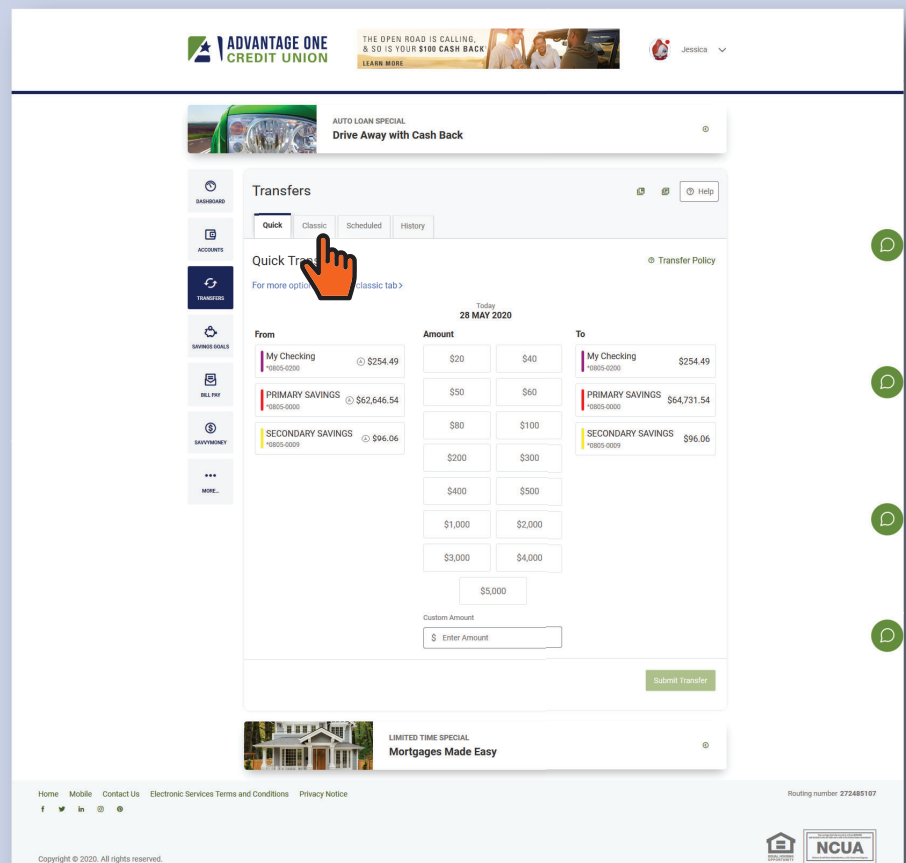 ADVANTAGE ONE
CREDIT UNION
THE OPEN ROAD IS CALLING,
& SO IS YOUR $100 CASH BACK
LEARN MORE
Jessica
AUTO LOAN SPECIAL
Drive Away with Cash Back
DASHBOARD
ACCOUNTS
TRANSFERS
SAVINGS GOALS
BILL PAY
SAVVYMONEY
MORE...
Transfers
Help
Quick Classic Scheduled History
Quick Tra
Transfer Policy
For more option classic tab >
Today
28 MAY 2020
From Amount To
My Checking $254.49
*0805-0200
PRIMARY SAVINGS $62,646.54
*0805-0000
SECONDARY SAVINGS $96.06
*0805-0009
$20 $40
$50 $60
$80 $100
$200 $300
$400 $500
$1,000 $2,000
$3,000 $4,000
$5,000
Custom Amount
$ Enter Amount
My Checking $254.49
*0805-0200
PRIMARY SAVINGS $64,731.54
*0805-0000
SECONDARY SAVINGS $96.06
*0805-0009
Submit Transfer
LIMITED TIME SPECIAL
Mortgages Made Easy
Home Mobile Contact Us Electronic Services Terms and Conditions Privacy Notice
Routing number 272485107
Copyright © 2020. All rights reserved.
EQUAL HOUSING
OPPORTUNITY
NCUA